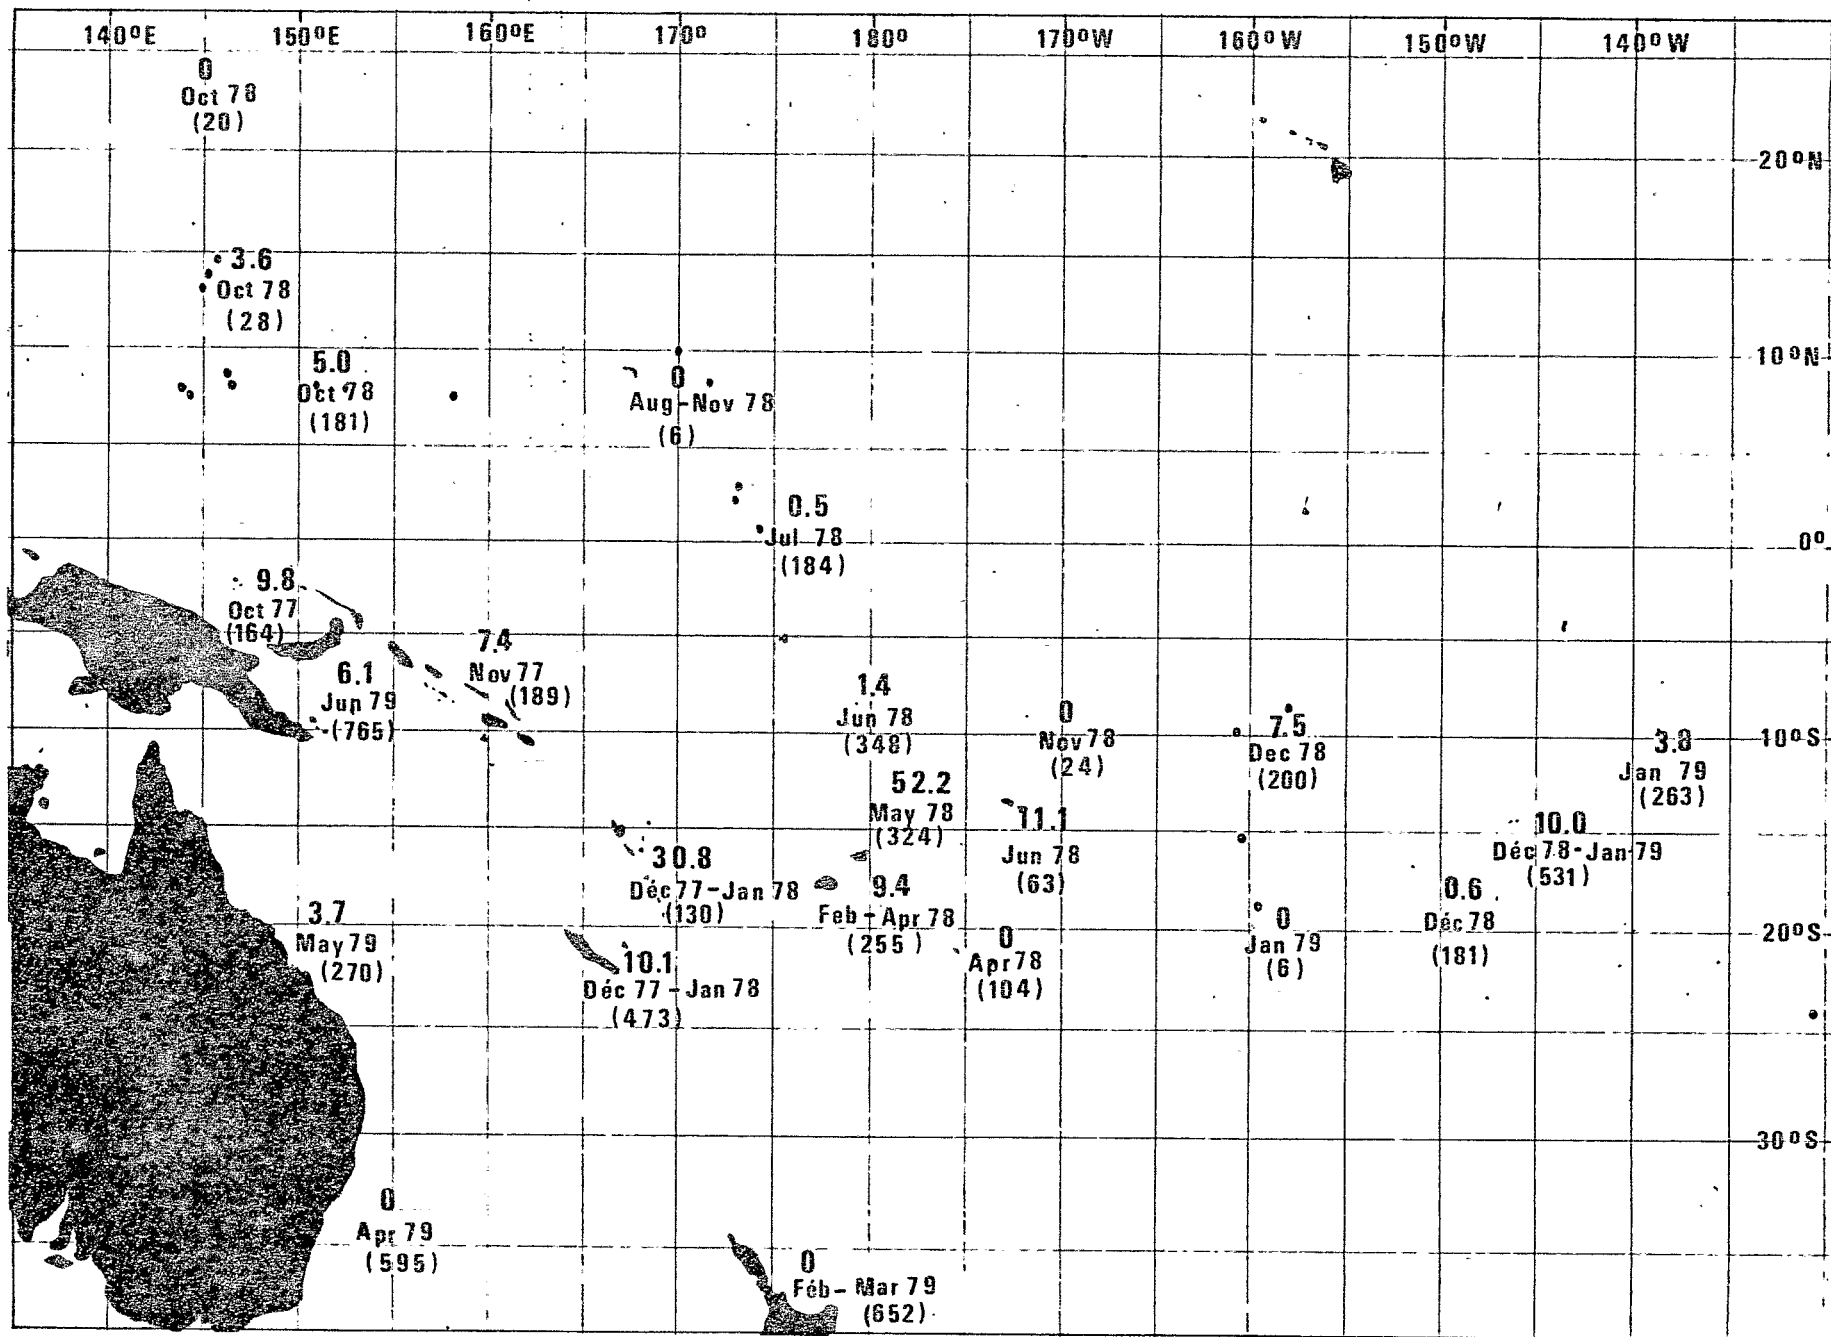 140°E 150°E 160°E 170° 180° 170°W 160°W 150°W 140°W
0
Oct 78
(20)
20°N
3.6
Oct 78
(28)
5.0
Oct 78
(181)
10°N
0
Aug-Nov 78
(6)
0.5
Jul 78
(184)
0°
9.8
Oct 77
(164)
7.4
Nov 77
(189)
6.1
Jun 79
(765)
1.4
Jun 78
(348)
0
Nov 78
(24)
7.5
Dec 78
(200)
10°S
3.8
Jan 79
(263)
52.2
May 78
(324)
11.1
Jun 78
(63)
10.0
Déc 78-Jan 79
(531)
30.8
Déc 77-Jan 78
(130)
9.4
Feb-Apr 78
(255)
0.6
Déc 78
(181)
3.7
May 79
(270)
0
Apr 78
(104)
0
Jan 79
(6)
20°S
10.1
Déc 77-Jan 78
(473)
30°S
0
Apr 79
(595)
0
Féb-Mar 79
(652)